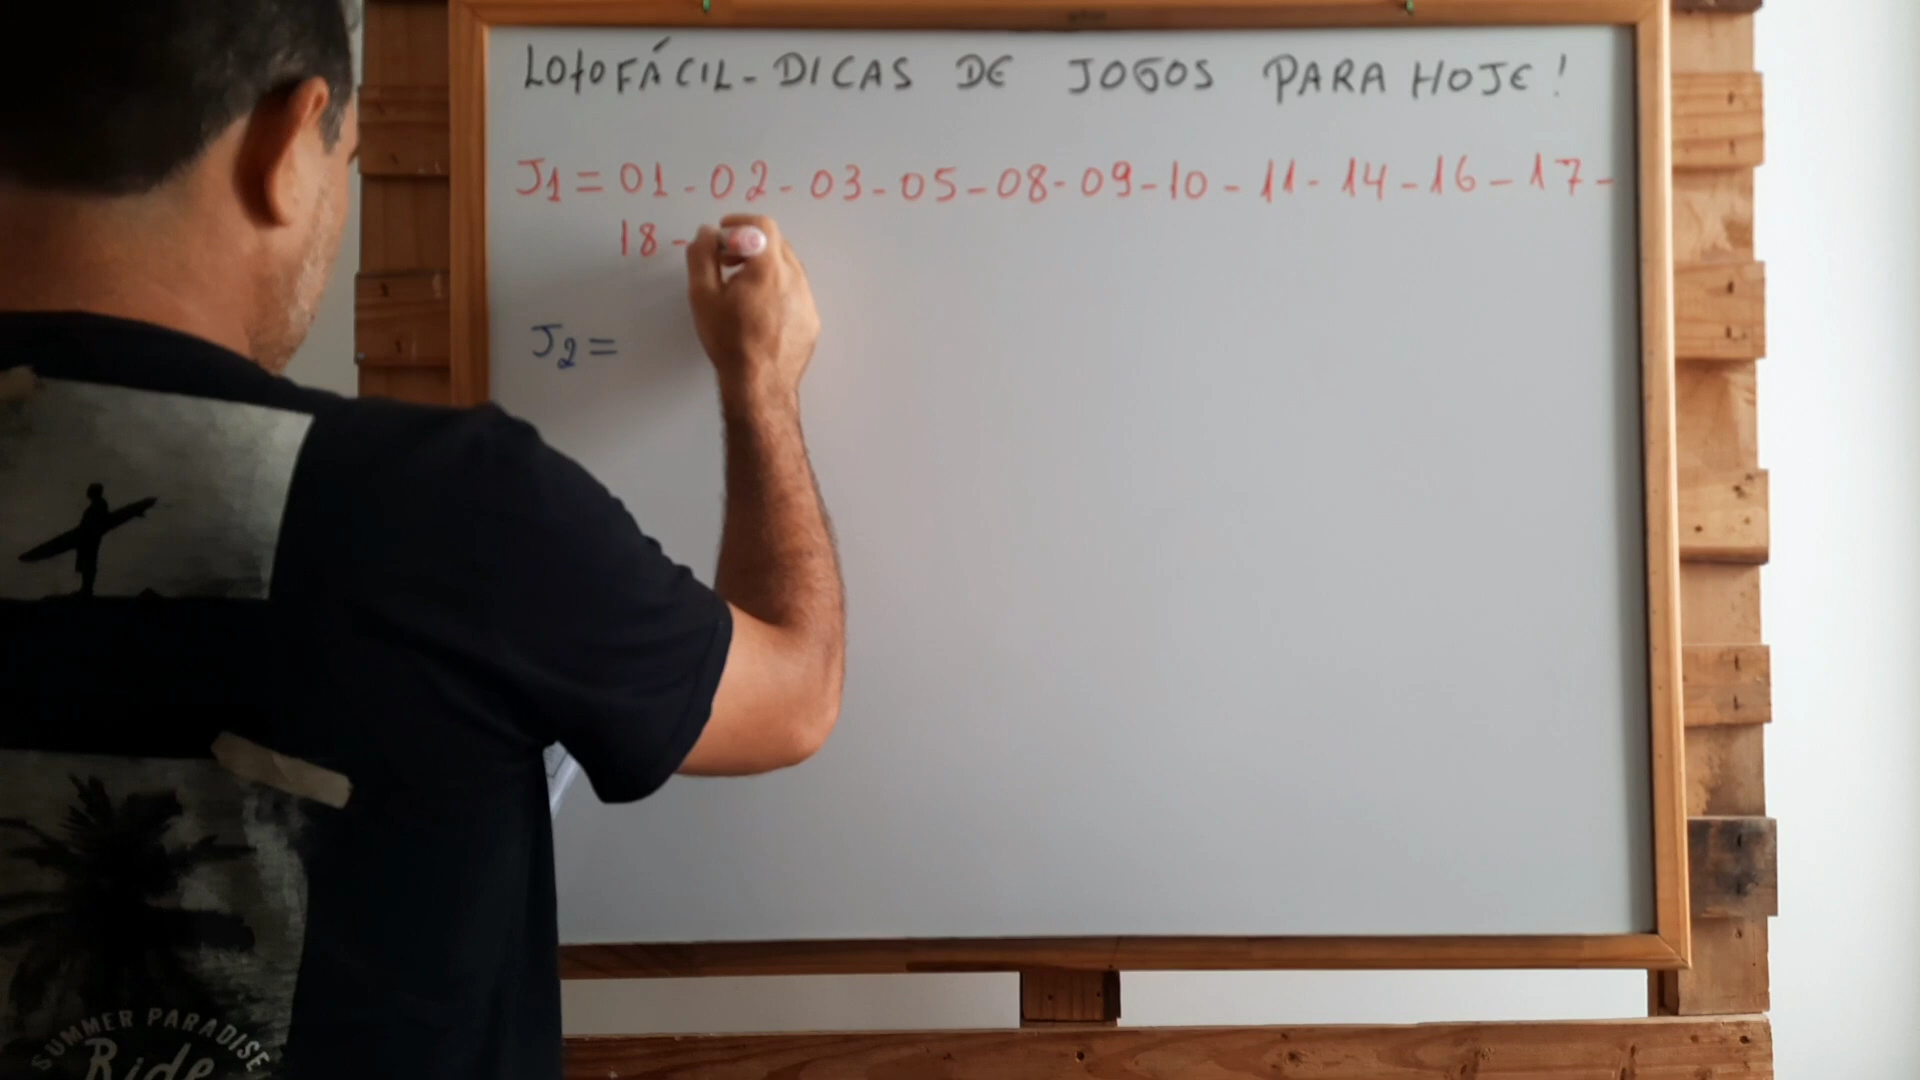 LOTOFÁCIL - DICAS DE JOGOS PARA HOJE!
J1 = 01 - 02 - 03 - 05 - 08 - 09 - 10 - 11 - 14 - 16 - 17 -
18 -
J2 =
SUMMER PARADISE
Ride